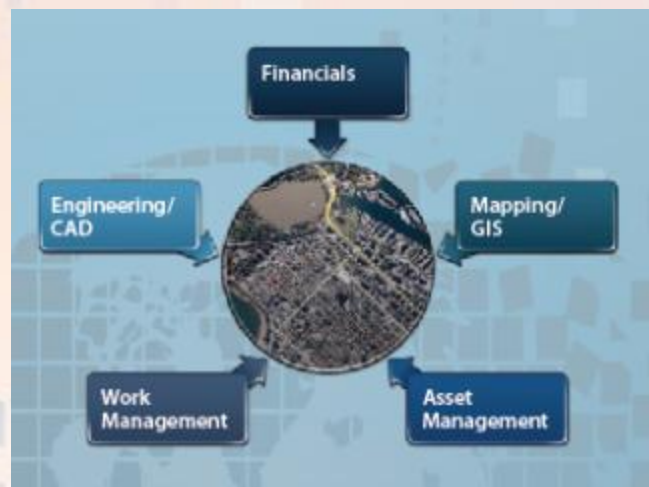 Financials
Engineering/
CAD
Mapping/
GIS
Work
Management
Asset
Management